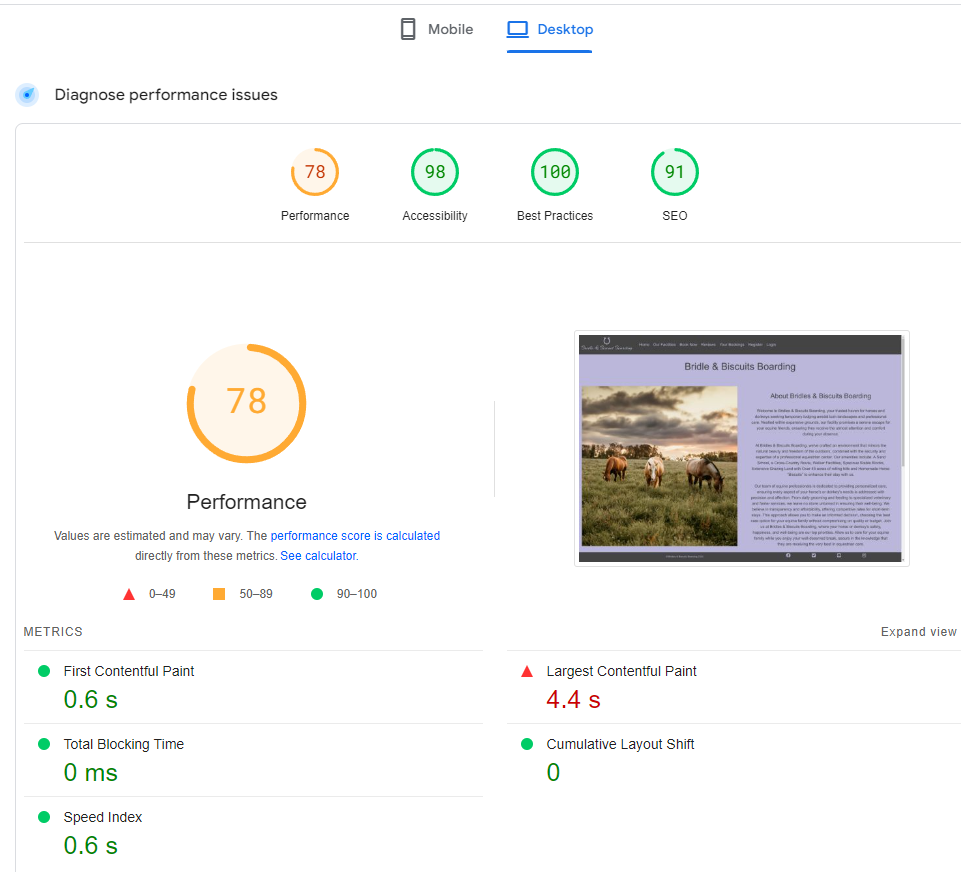 Mobile
Desktop
Diagnose performance issues
78
98
100
91
Performance
Accessibility
Best Practices
SEO
78
Performance
Values are estimated and may vary. The performance score is calculated
directly from these metrics. See calculator.
0–49
50–89
90–100
Bridle & Biscuits Boarding
Home Our Facilities Book Now Reviews Your Bookings Register Login
Bridle & Biscuits Boarding
About Bridles & Biscuits Boarding
METRICS
Expand view
First Contentful Paint
0.6 s
Largest Contentful Paint
4.4 s
Total Blocking Time
0 ms
Cumulative Layout Shift
0
Speed Index
0.6 s